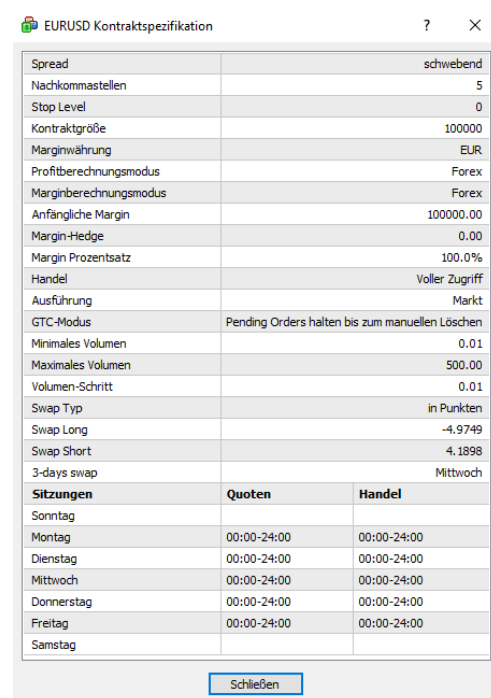 EURUSD Kontraktspezifikation ? ×
Spread schwebend
Nachkommastellen 5
Stop Level 0
Kontraktgröße 100000
Marginwährung EUR
Profitberechnungsmodus Forex
Marginberechnungsmodus Forex
Anfängliche Margin 100000.00
Margin-Hedge 0.00
Margin Prozentsatz 100.0%
Handel Voller Zugriff
Ausführung Markt
GTC-Modus Pending Orders halten bis zum manuellen Löschen
Minimales Volumen 0.01
Maximales Volumen 500.00
Volumen-Schritt 0.01
Swap Typ in Punkten
Swap Long -4.9749
Swap Short 4.1898
3-days swap Mittwoch
Sitzungen Quoten Handel
Sonntag
Montag 00:00-24:00 00:00-24:00
Dienstag 00:00-24:00 00:00-24:00
Mittwoch 00:00-24:00 00:00-24:00
Donnerstag 00:00-24:00 00:00-24:00
Freitag 00:00-24:00 00:00-24:00
Samstag
Schließen